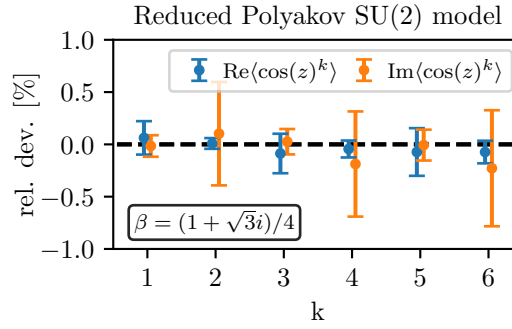 Reduced Polyakov SU(2) model
rel. dev. [%]
1.0
0.5
0.0
−0.5
−1.0
Re⟨cos(z)^k⟩ Im⟨cos(z)^k⟩
β = (1 + √3i)/4
1 2 3 4 5 6
k